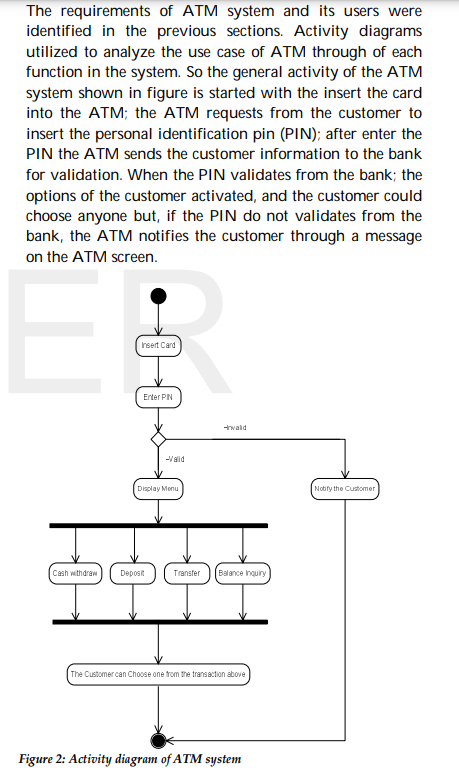 The requirements of ATM system and its users were
identified in the previous sections. Activity diagrams
utilized to analyze the use case of ATM through of each
function in the system. So the general activity of the ATM
system shown in figure is started with the insert the card
into the ATM; the ATM requests from the customer to
insert the personal identification pin (PIN); after enter the
PIN the ATM sends the customer information to the bank
for validation. When the PIN validates from the bank; the
options of the customer activated, and the customer could
choose anyone but, if the PIN do not validates from the
bank, the ATM notifies the customer through a message
on the ATM screen.
ER
Insert Card
Enter PIN
~Invalid
~Valid
Display Menu
Notify the Customer
Cash withdraw
Deposit
Transfer
Balance Inquiry
The Customer can Choose one from the transaction above
Figure 2: Activity diagram of ATM system